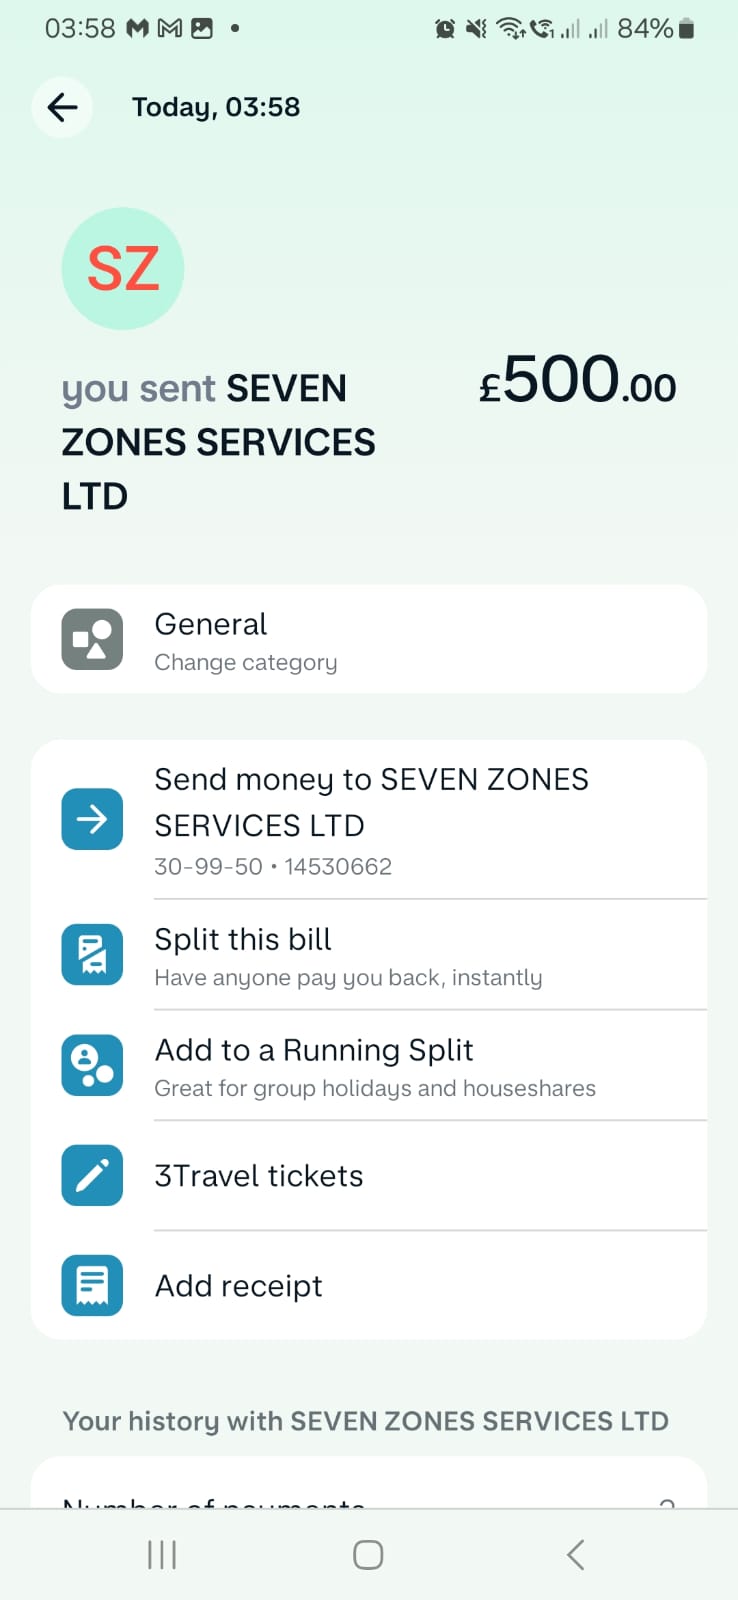 03:58
84%
Today, 03:58
SZ
you sent SEVEN
ZONES SERVICES
LTD
£500.00
General
Change category
Send money to SEVEN ZONES
SERVICES LTD
30-99-50 • 14530662
Split this bill
Have anyone pay you back, instantly
Add to a Running Split
Great for group holidays and houseshares
3Travel tickets
Add receipt
Your history with SEVEN ZONES SERVICES LTD
Number of payments